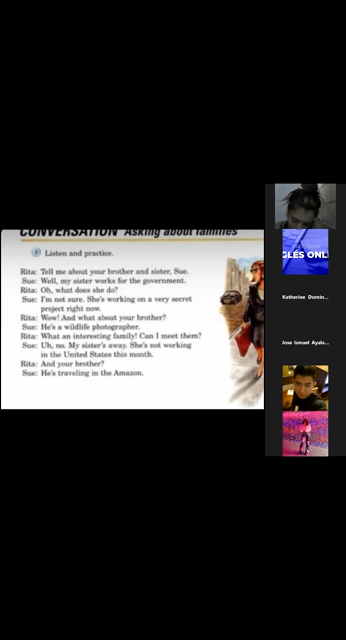 CONVERSATION Asking about families
Listen and practice.
Rita: Tell me about your brother and sister, Sue.
Sue: Well, my sister works for the government.
Rita: Oh, what does she do?
Sue: I'm not sure. She's working on a very secret
project right now.
Rita: Wow! And what about your brother?
Sue: He's a wildlife photographer.
Rita: What an interesting family! Can I meet them?
Sue: Uh, no. My sister's away. She's not working
in the United States this month.
Rita: And your brother?
Sue: He's traveling in the Amazon.
GLES ONL
Katherine Domin...
Jose Ismael Ayala...